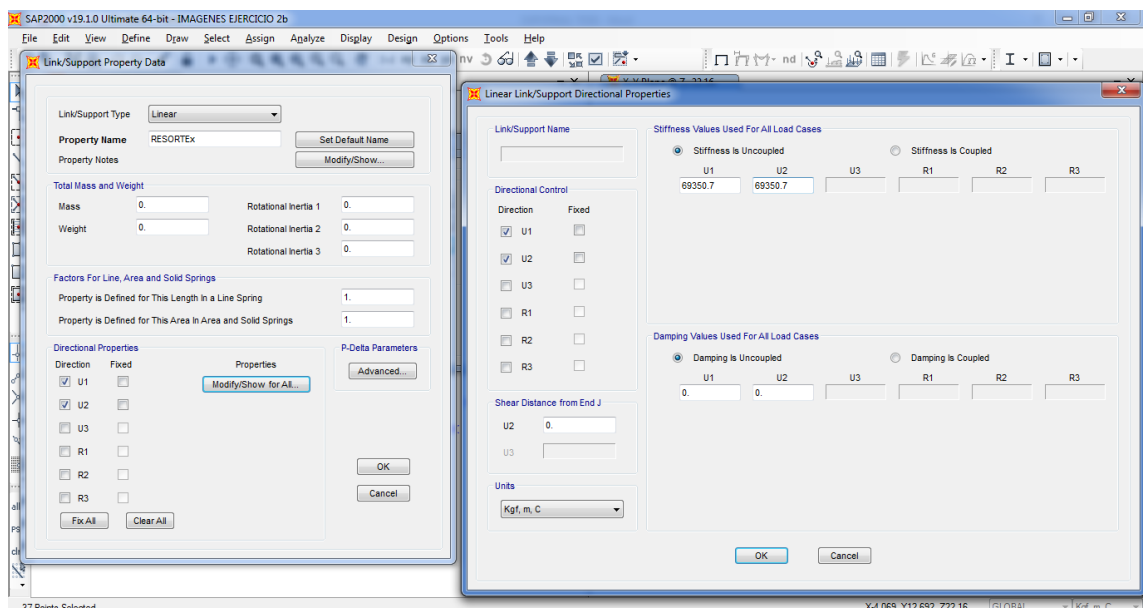 SAP2000 v19.1.0 Ultimate 64-bit - IMAGENES EJERCICIO 2b
File Edit View Define Draw Select Assign Analyze Display Design Options Tools Help
nd
Link/Support Property Data
Link/Support Type Linear
Property Name RESORTEx Set Default Name
Property Notes Modify/Show...
Total Mass and Weight
Mass 0. Rotational Inertia 1 0.
Weight 0. Rotational Inertia 2 0.
Rotational Inertia 3 0.
Factors For Line, Area and Solid Springs
Property is Defined for This Length In a Line Spring 1.
Property is Defined for This Area In Area and Solid Springs 1.
Directional Properties
Direction Fixed Properties
U1 Modify/Show for All...
U2
U3
R1
R2
R3
Fix All Clear All
P-Delta Parameters
Advanced...
OK
Cancel
Linear Link/Support Directional Properties
Link/Support Name
Directional Control
Direction Fixed
U1
U2
U3
R1
R2
R3
Shear Distance from End J
U2 0.
U3
Units
Kgf, m, C
Stiffness Values Used For All Load Cases
Stiffness Is Uncoupled Stiffness Is Coupled
U1 U2 U3 R1 R2 R3
69350.7 69350.7
Damping Values Used For All Load Cases
Damping Is Uncoupled Damping Is Coupled
U1 U2 U3 R1 R2 R3
0. 0.
OK Cancel
all
37 Points Selected X-4.069 Y12.692 Z22.16 GLOBAL Kgf, m, C